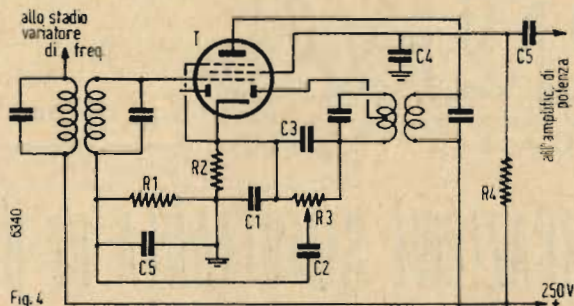 allo stadio
variatore
di freq.
T
C4
C5
all'amplific. di
potenza
C3
R2
R1
C1
R3
R4
C5
C2
6340
Fig. 4
250 V
+